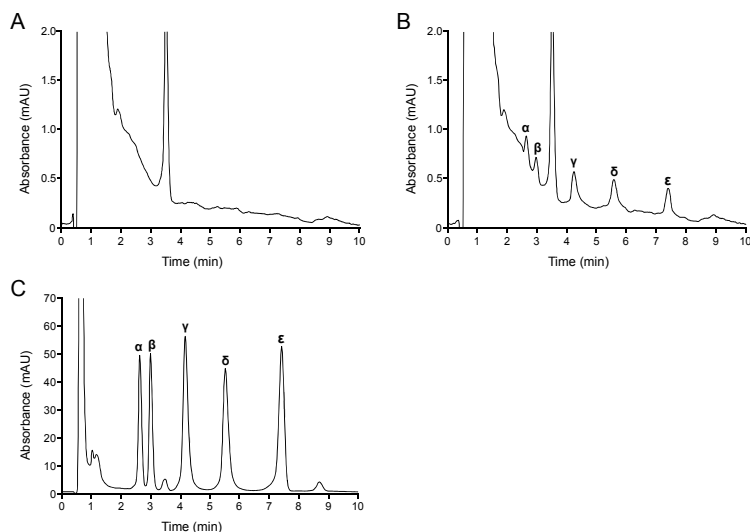 A
2.0
1.5
1.0
0.5
0
Absorbance (mAU)
0 1 2 3 4 5 6 7 8 9 10
Time (min)
B
2.0
1.5
1.0
0.5
0
Absorbance (mAU)
α
β
γ
δ
ε
0 1 2 3 4 5 6 7 8 9 10
Time (min)
C
70
60
50
40
30
20
10
0
Absorbance (mAU)
α
β
γ
δ
ε
0 1 2 3 4 5 6 7 8 9 10
Time (min)